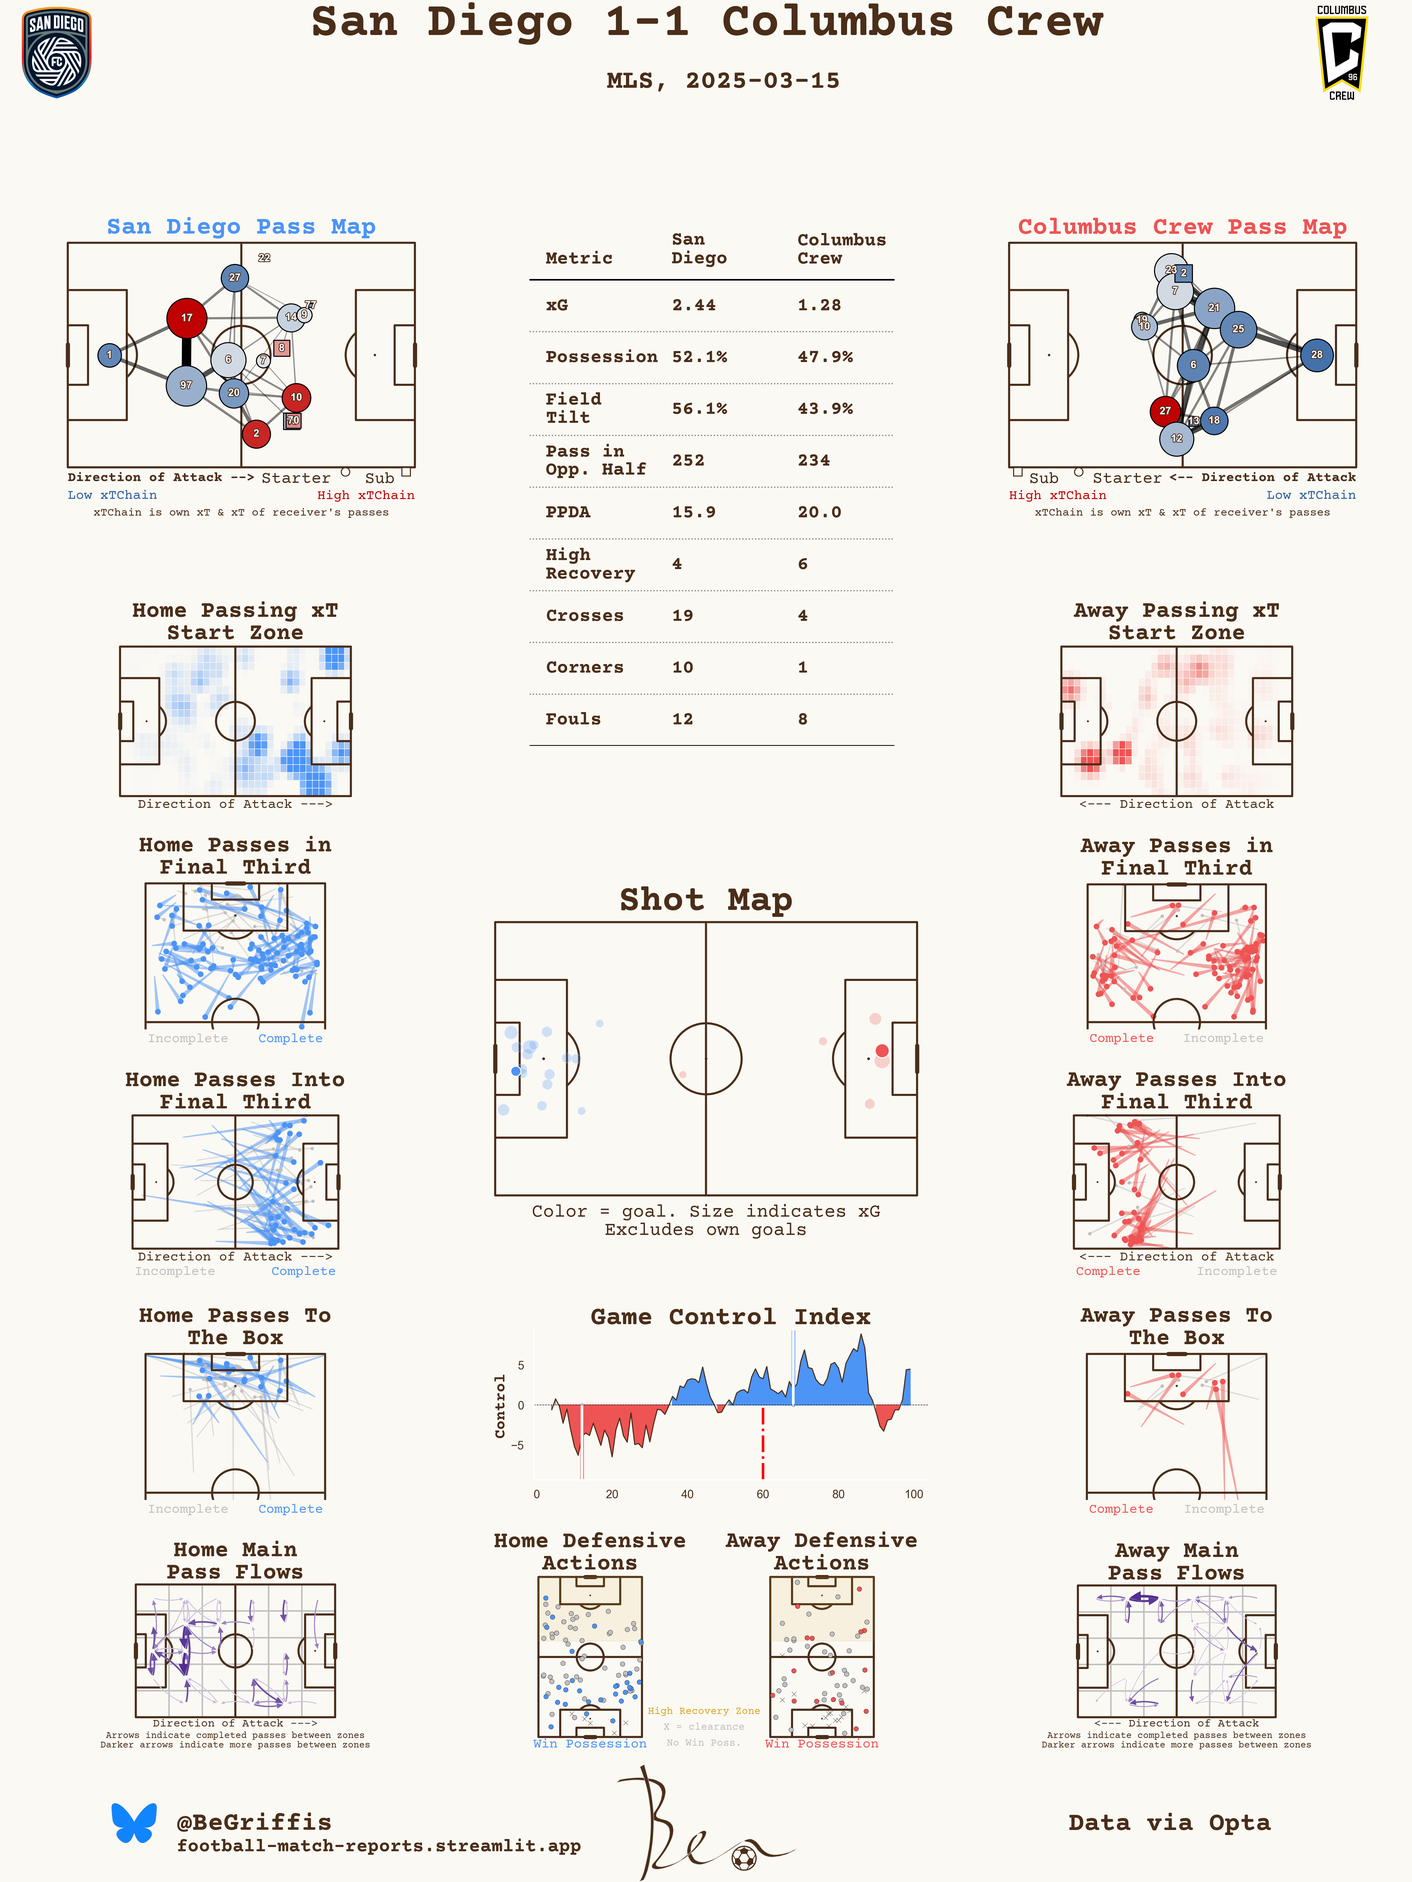 San Diego 1-1 Columbus Crew
MLS, 2025-03-15
SAN DIEGO
FC
COLUMBUS
96
CREW
San Diego Pass Map
22
27
17
14
77
9
1
6
7
8
97
20
10
70
2
Direction of Attack --> Starter Sub
Low xTChain High xTChain
xTChain is own xT & xT of receiver's passes
Metric San Diego Columbus Crew
xG 2.44 1.28
Possession 52.1% 47.9%
Field Tilt 56.1% 43.9%
Pass in Opp. Half 252 234
PPDA 15.9 20.0
High Recovery 4 6
Crosses 19 4
Corners 10 1
Fouls 12 8
Columbus Crew Pass Map
23
2
7
21
19
10
25
28
6
27
13
18
12
Sub Starter <-- Direction of Attack
High xTChain Low xTChain
xTChain is own xT & xT of receiver's passes
Home Passing xT
Start Zone
Direction of Attack --->
Away Passing xT
Start Zone
<--- Direction of Attack
Home Passes in
Final Third
Incomplete Complete
Away Passes in
Final Third
Complete Incomplete
Shot Map
Color = goal. Size indicates xG
Excludes own goals
Home Passes Into
Final Third
Direction of Attack --->
Incomplete Complete
Away Passes Into
Final Third
<--- Direction of Attack
Complete Incomplete
Home Passes To
The Box
Incomplete Complete
Game Control Index
Control
5
0
−5
0 20 40 60 80 100
Away Passes To
The Box
Complete Incomplete
Home Main
Pass Flows
Direction of Attack --->
Arrows indicate completed passes between zones
Darker arrows indicate more passes between zones
Home Defensive
Actions
Win Possession
Away Defensive
Actions
Win Possession
High Recovery Zone
X = clearance
No Win Poss.
Away Main
Pass Flows
<--- Direction of Attack
Arrows indicate completed passes between zones
Darker arrows indicate more passes between zones
@BeGriffis
football-match-reports.streamlit.app
Ben
Data via Opta